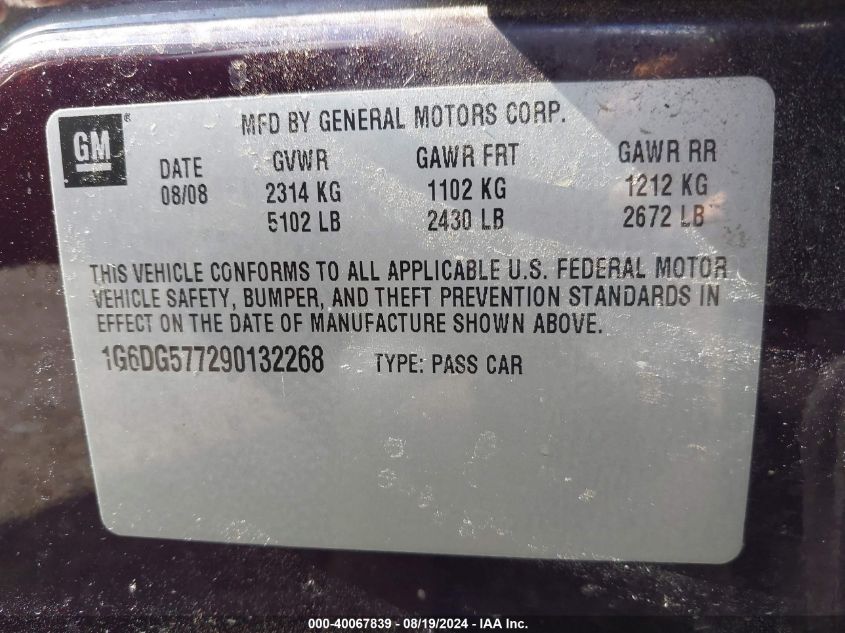 MFD BY GENERAL MOTORS CORP.
GM®
DATE GVWR GAWR FRT GAWR RR
08/08 2314 KG 1102 KG 1212 KG
5102 LB 2430 LB 2672 LB
THIS VEHICLE CONFORMS TO ALL APPLICABLE U.S. FEDERAL MOTOR
VEHICLE SAFETY, BUMPER, AND THEFT PREVENTION STANDARDS IN
EFFECT ON THE DATE OF MANUFACTURE SHOWN ABOVE.
1G6DG577290132268 TYPE: PASS CAR
000-40067839 - 08/19/2024 - IAA Inc.